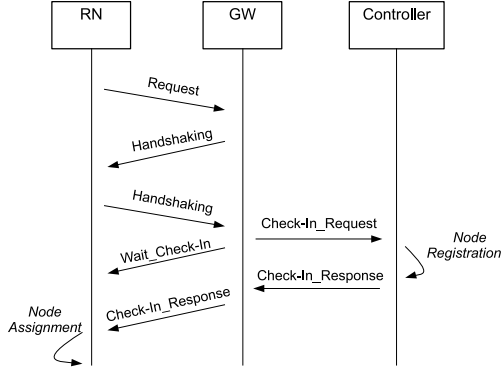 RN
GW
Controller
Request
Handshaking
Handshaking
Check-In_Request
Wait_Check-In
Node
Registration
Check-In_Response
Check-In_Response
Node
Assignment